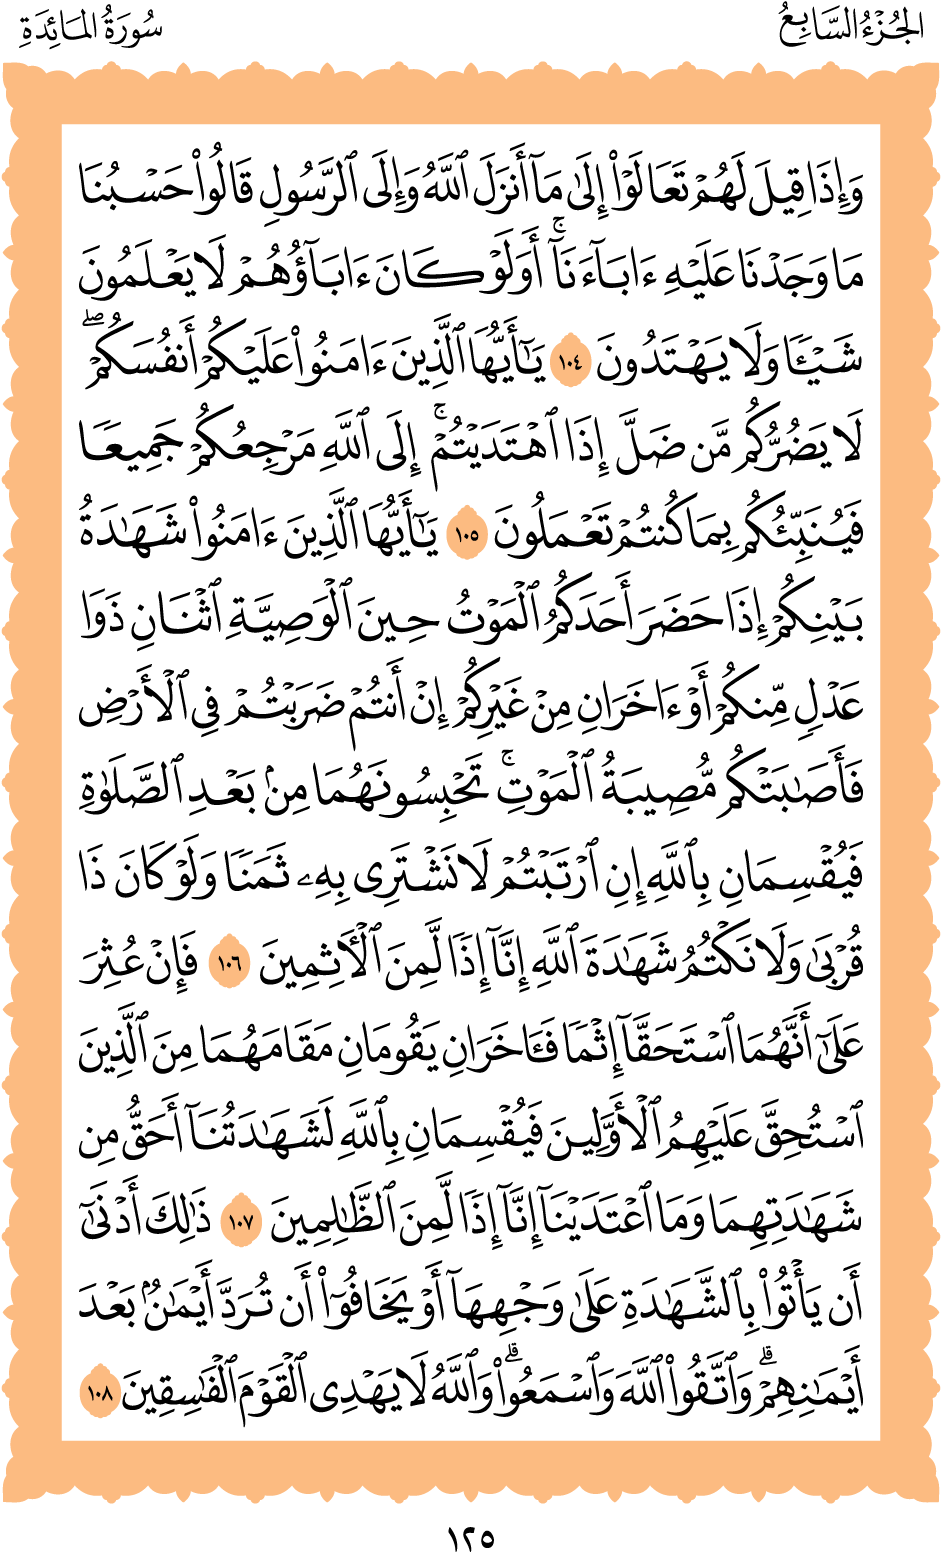 الجُزْءُ السَّابِعُ
سُورَةُ المَائِدَةِ
وَإِذَا قِيلَ لَهُمْ تَعَالَوْا۟ إِلَىٰ مَآ أَنزَلَ ٱللَّهُ وَإِلَى ٱلرَّسُولِ قَالُوا۟ حَسْبُنَا
مَا وَجَدْنَا عَلَيْهِ ءَابَآءَنَآ ۚ أَوَلَوْ كَانَ ءَابَآؤُهُمْ لَا يَعْلَمُونَ
شَيْـًٔا وَلَا يَهْتَدُونَ ١٠٤ يَـٰٓأَيُّهَا ٱلَّذِينَ ءَامَنُوا۟ عَلَيْكُمْ أَنفُسَكُمْ ۖ
لَا يَضُرُّكُم مَّن ضَلَّ إِذَا ٱهْتَدَيْتُمْ ۚ إِلَى ٱللَّهِ مَرْجِعُكُمْ جَمِيعًا
فَيُنَبِّئُكُم بِمَا كُنتُمْ تَعْمَلُونَ ١٠٥ يَـٰٓأَيُّهَا ٱلَّذِينَ ءَامَنُوا۟ شَهَـٰدَةُ
بَيْنِكُمْ إِذَا حَضَرَ أَحَدَكُمُ ٱلْمَوْتُ حِينَ ٱلْوَصِيَّةِ ٱثْنَانِ ذَوَا
عَدْلٍ مِّنكُمْ أَوْ ءَاخَرَانِ مِنْ غَيْرِكُمْ إِنْ أَنتُمْ ضَرَبْتُمْ فِى ٱلْأَرْضِ
فَأَصَـٰبَتْكُم مُّصِيبَةُ ٱلْمَوْتِ ۚ تَحْبِسُونَهُمَا مِنۢ بَعْدِ ٱلصَّلَوٰةِ
فَيُقْسِمَانِ بِٱللَّهِ إِنِ ٱرْتَبْتُمْ لَا نَشْتَرِى بِهِۦ ثَمَنًا وَلَوْ كَانَ ذَا
قُرْبَىٰ وَلَا نَكْتُمُ شَهَـٰدَةَ ٱللَّهِ إِنَّآ إِذًا لَّمِنَ ٱلْـَٔاثِمِينَ ١٠٦ فَإِنْ عُثِرَ
عَلَىٰٓ أَنَّهُمَا ٱسْتَحَقَّآ إِثْمًا فَـَٔاخَرَانِ يَقُومَانِ مَقَامَهُمَا مِنَ ٱلَّذِينَ
ٱسْتُحِقَّ عَلَيْهِمُ ٱلْأَوَّلِينَ فَيُقْسِمَانِ بِٱللَّهِ لَشَهَـٰدَتُنَآ أَحَقُّ مِن
شَهَـٰدَتِهِمَا وَمَا ٱعْتَدَيْنَآ إِنَّآ إِذًا لَّمِنَ ٱلظَّـٰلِمِينَ ١٠٧ ذَٰلِكَ أَدْنَىٰٓ
أَن يَأْتُوا۟ بِٱلشَّهَـٰدَةِ عَلَىٰ وَجْهِهَآ أَوْ يَخَافُوٓا۟ أَن تُرَدَّ أَيْمَـٰنٌۢ بَعْدَ
أَيْمَـٰنِهِمْ ۗ وَٱتَّقُوا۟ ٱللَّهَ وَٱسْمَعُوا۟ ۗ وَٱللَّهُ لَا يَهْدِى ٱلْقَوْمَ ٱلْفَـٰسِقِينَ ١٠٨
١٢٥